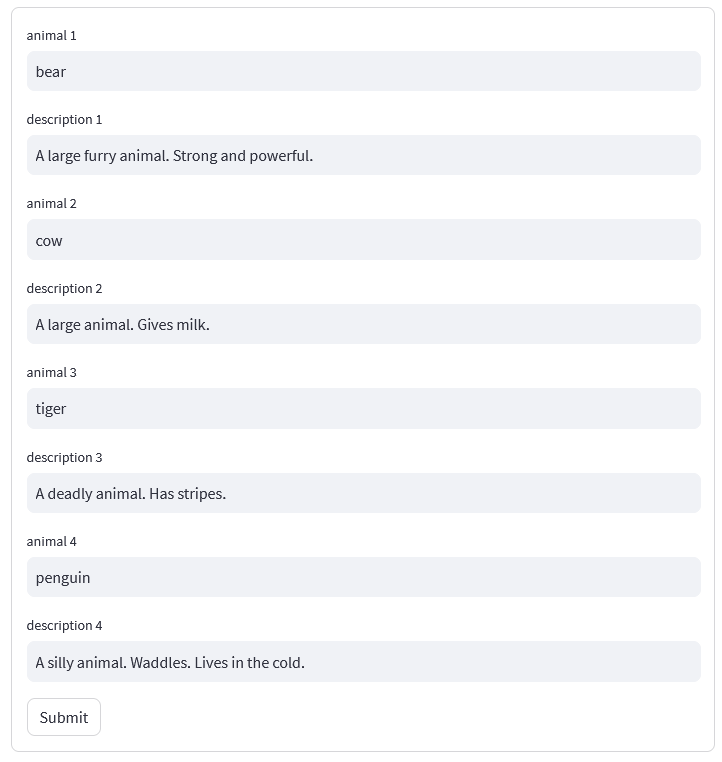 animal 1
bear
description 1
A large furry animal. Strong and powerful.
animal 2
cow
description 2
A large animal. Gives milk.
animal 3
tiger
description 3
A deadly animal. Has stripes.
animal 4
penguin
description 4
A silly animal. Waddles. Lives in the cold.
Submit